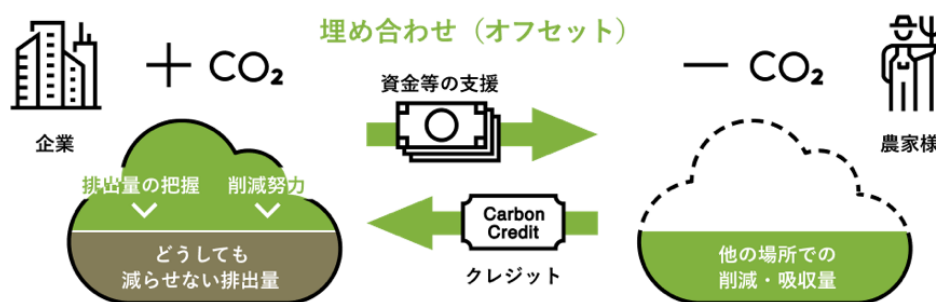 埋め合わせ（オフセット）
＋ CO₂
企業
排出量の把握
削減努力
どうしても
減らせない排出量
資金等の支援
Carbon
Credit
クレジット
− CO₂
農家様
他の場所での
削減・吸収量